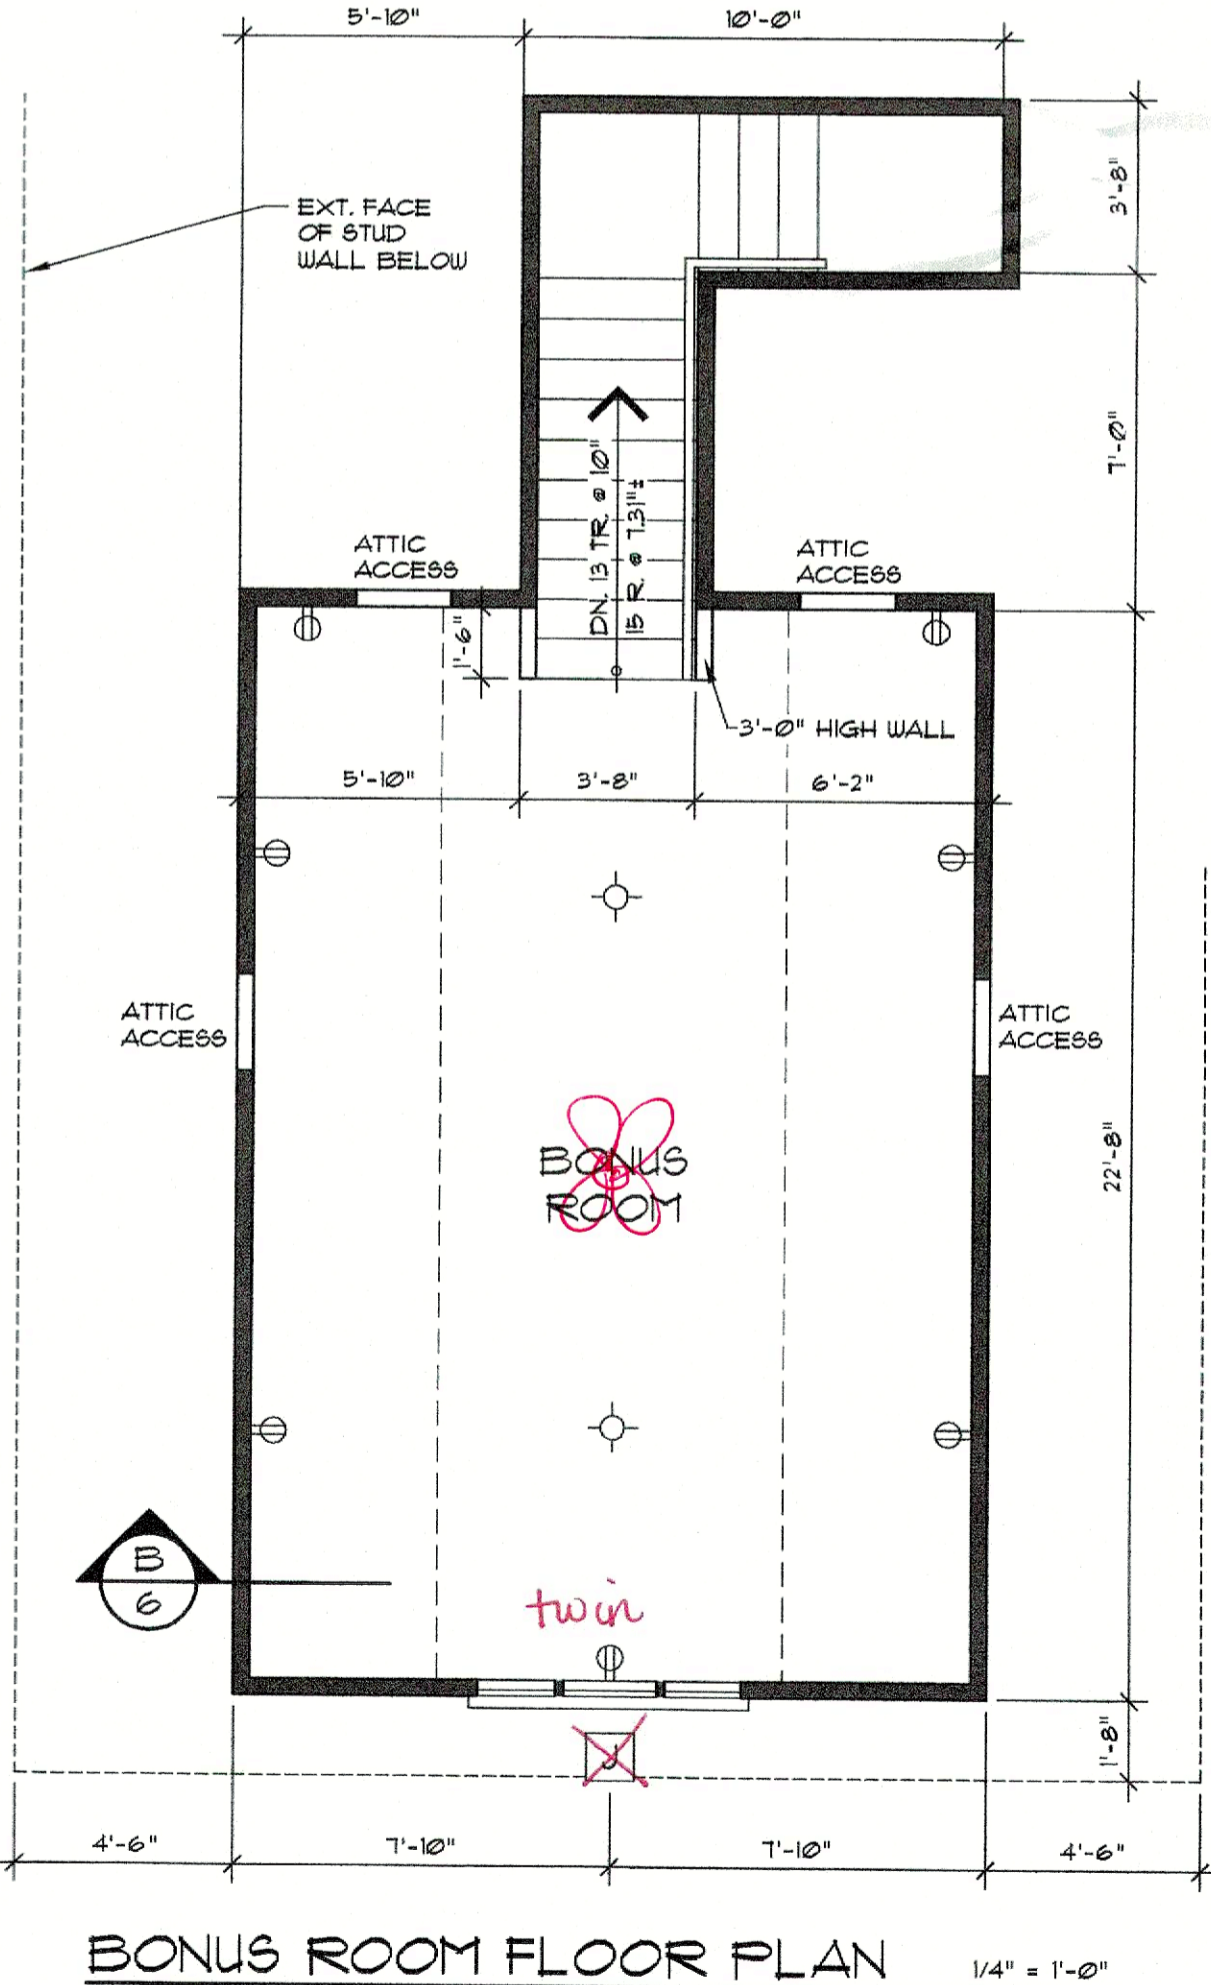 5'-10"
10'-0"
3'-8"
EXT. FACE
OF STUD
WALL BELOW
7'-0"
DN. 13 TR. @ 10"
15 R. @ 7.31"±
ATTIC
ACCESS
ATTIC
ACCESS
1'-6"
3'-0" HIGH WALL
5'-10"
3'-8"
6'-2"
ATTIC
ACCESS
ATTIC
ACCESS
22'-8"
BONUS
ROOM
B
6
twin
J
1'-8"
4'-6"
7'-10"
7'-10"
4'-6"
BONUS ROOM FLOOR PLAN
1/4" = 1'-0"